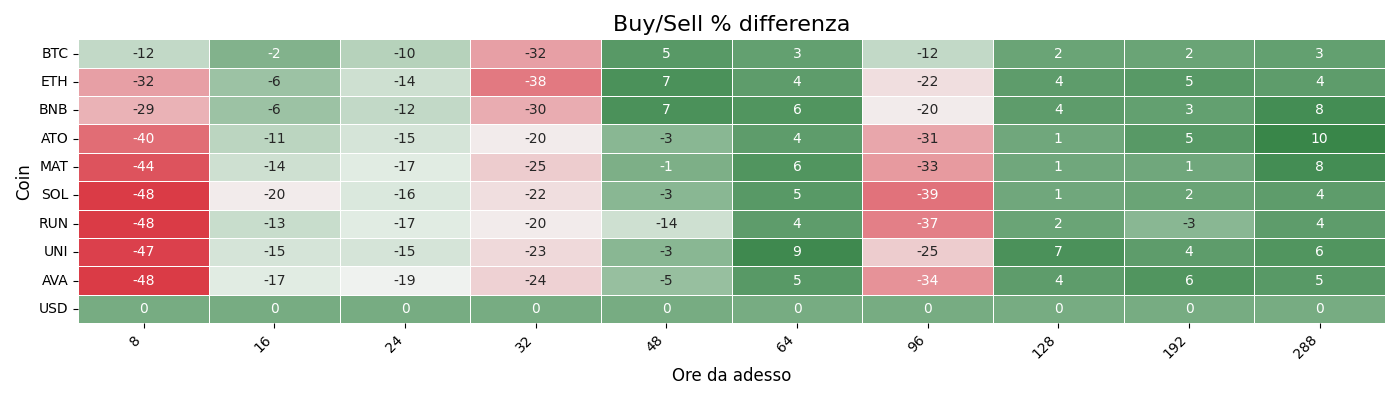 Buy/Sell % differenza
Coin
BTC -12 -2 -10 -32 5 3 -12 2 2 3
ETH -32 -6 -14 -38 7 4 -22 4 5 4
BNB -29 -6 -12 -30 7 6 -20 4 3 8
ATO -40 -11 -15 -20 -3 4 -31 1 5 10
MAT -44 -14 -17 -25 -1 6 -33 1 1 8
SOL -48 -20 -16 -22 -3 5 -39 1 2 4
RUN -48 -13 -17 -20 -14 4 -37 2 -3 4
UNI -47 -15 -15 -23 -3 9 -25 7 4 6
AVA -48 -17 -19 -24 -5 5 -34 4 6 5
USD 0 0 0 0 0 0 0 0 0 0
8 16 24 32 48 64 96 128 192 288
Ore da adesso